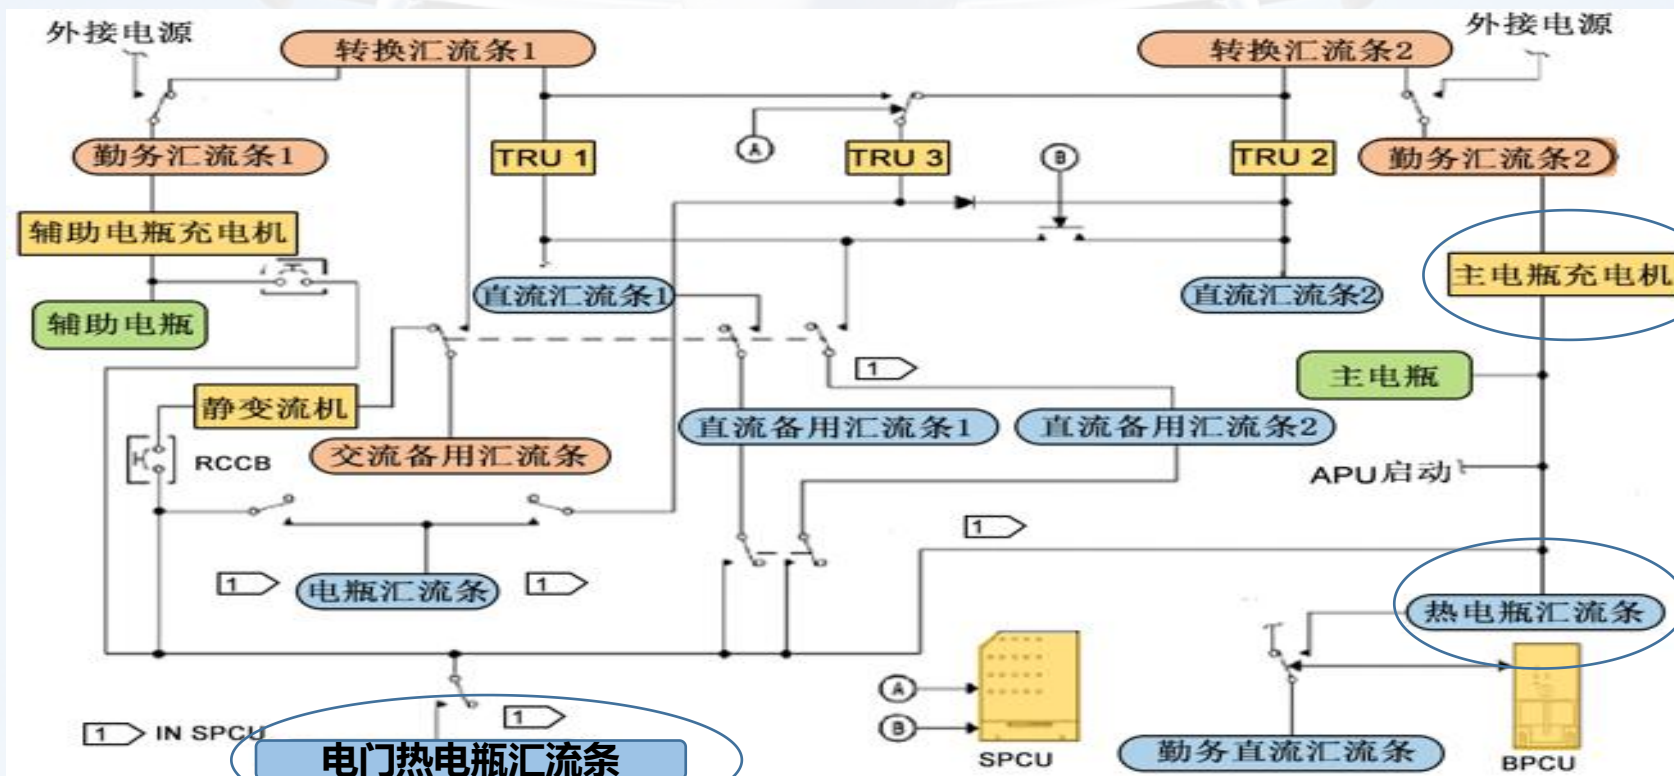 外接电源
转换汇流条1
转换汇流条2
外接电源
勤务汇流条1
TRU 1
A
TRU 3
B
TRU 2
勤务汇流条2
辅助电瓶充电机
主电瓶充电机
直流汇流条1
直流汇流条2
辅助电瓶
1
主电瓶
静变流机
直流备用汇流条1
直流备用汇流条2
RCCB
交流备用汇流条
APU启动
1
1
电瓶汇流条
1
热电瓶汇流条
A
1
B
1 IN SPCU
电门热电瓶汇流条
SPCU
勤务直流汇流条
BPCU